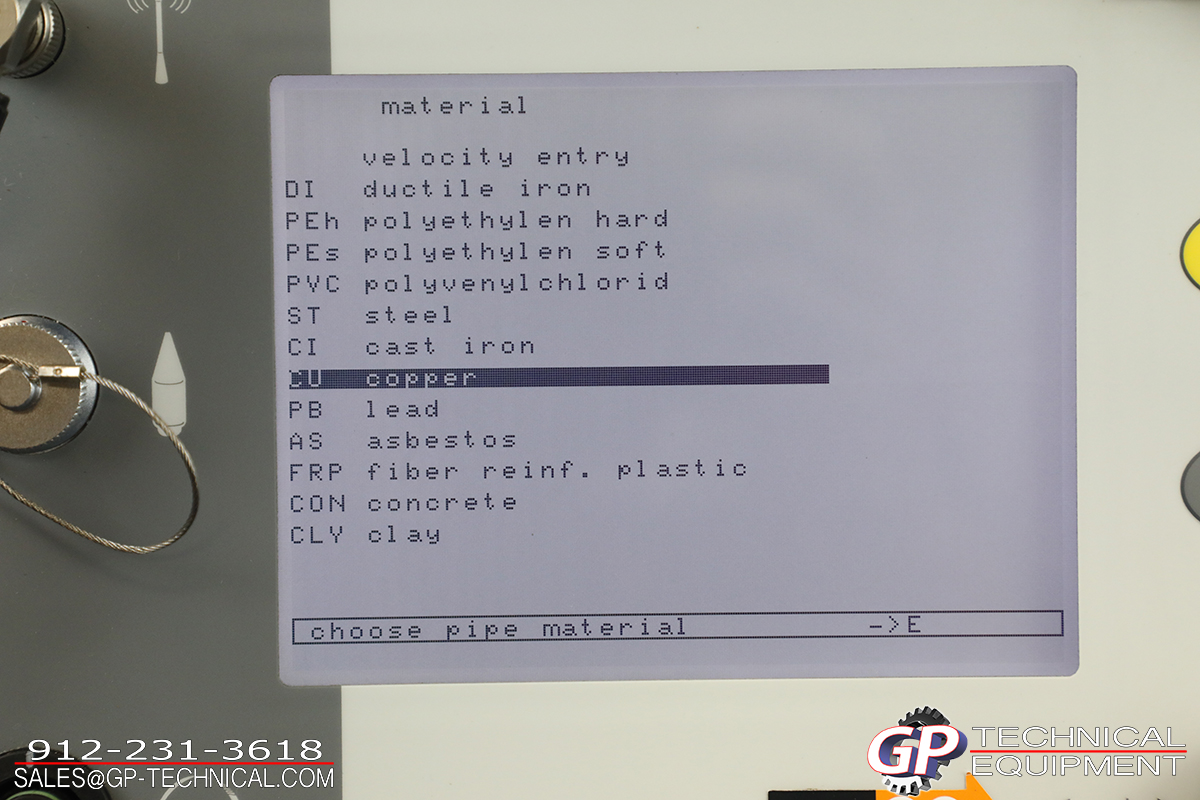 material
velocity entry
DI ductile iron
PEh polyethylen hard
PEs polyethylen soft
PVC polyvenylchlorid
ST steel
CI cast iron
CU copper
PB lead
AS asbestos
FRP fiber reinf. plastic
CON concrete
CLY clay
choose pipe material ->E
912-231-3618
SALES@GP-TECHNICAL.COM
GP TECHNICAL
EQUIPMENT